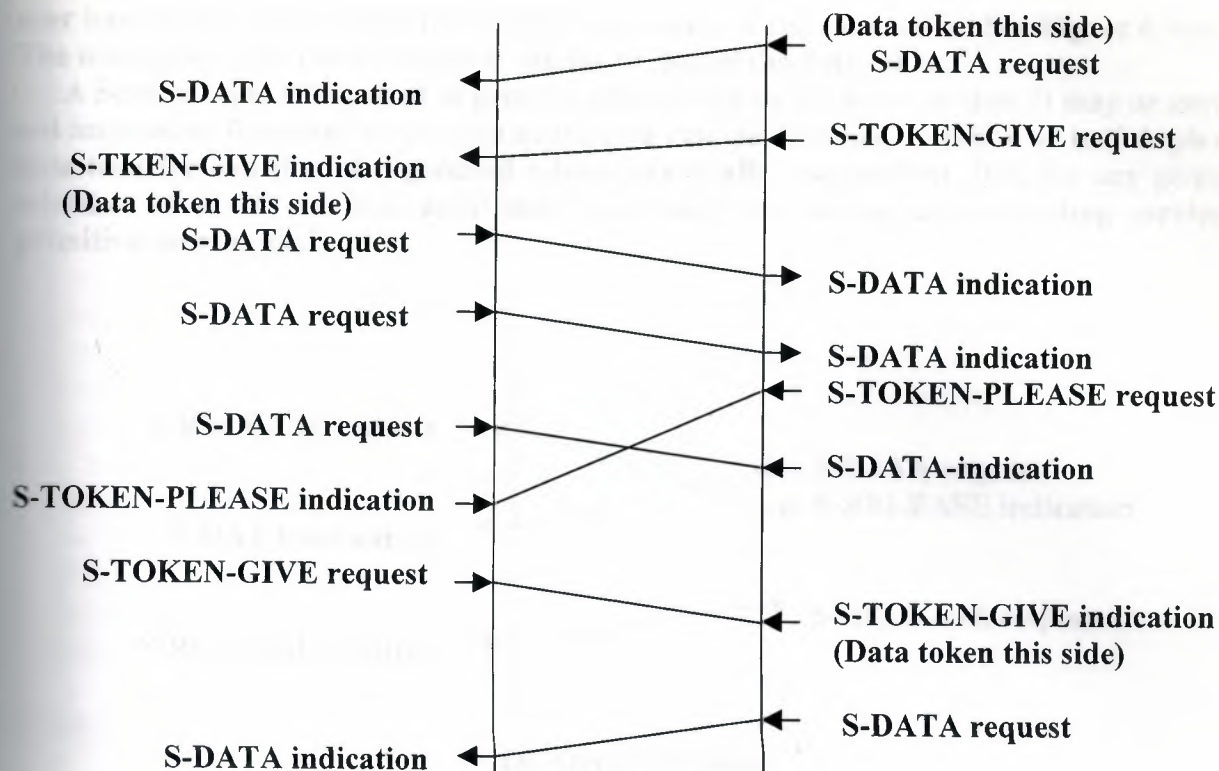 (Data token this side)
S-DATA request
S-DATA indication
S-TOKEN-GIVE request
S-TKEN-GIVE indication
(Data token this side)
S-DATA request
S-DATA indication
S-DATA request
S-DATA indication
S-TOKEN-PLEASE request
S-DATA request
S-DATA-indication
S-TOKEN-PLEASE indication
S-TOKEN-GIVE request
S-TOKEN-GIVE indication
(Data token this side)
S-DATA request
S-DATA indication